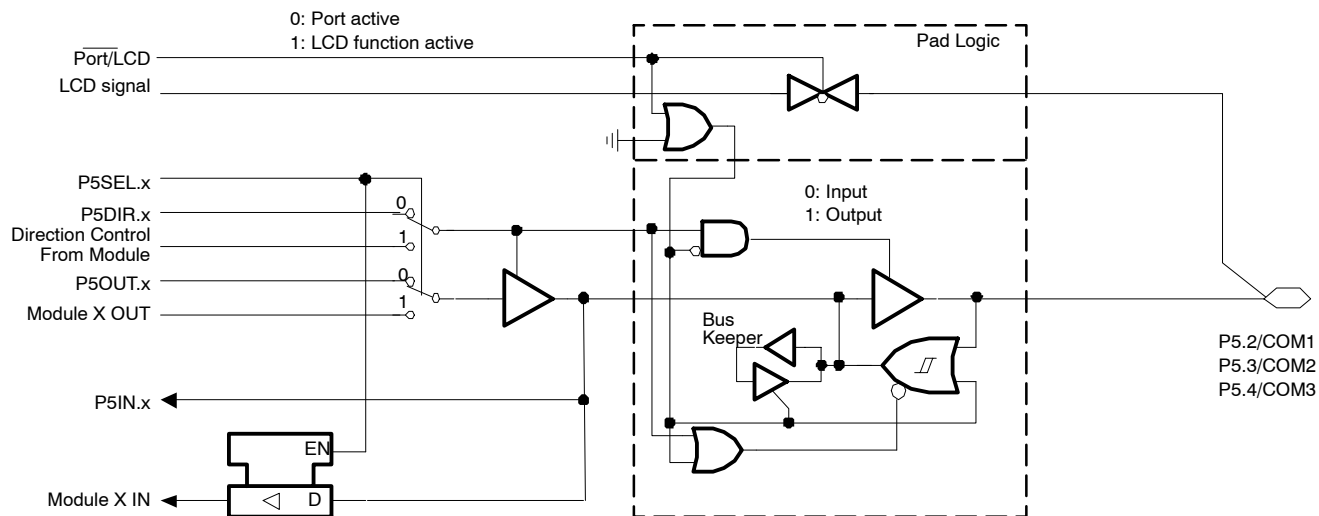 0: Port active
1: LCD function active
Pad Logic
Port/LCD
LCD signal
P5SEL.x
0
P5DIR.x
Direction Control
From Module
1
P5OUT.x
0
Module X OUT
1
0: Input
1: Output
Bus
Keeper
P5.2/COM1
P5.3/COM2
P5.4/COM3
P5IN.x
EN
Module X IN
D